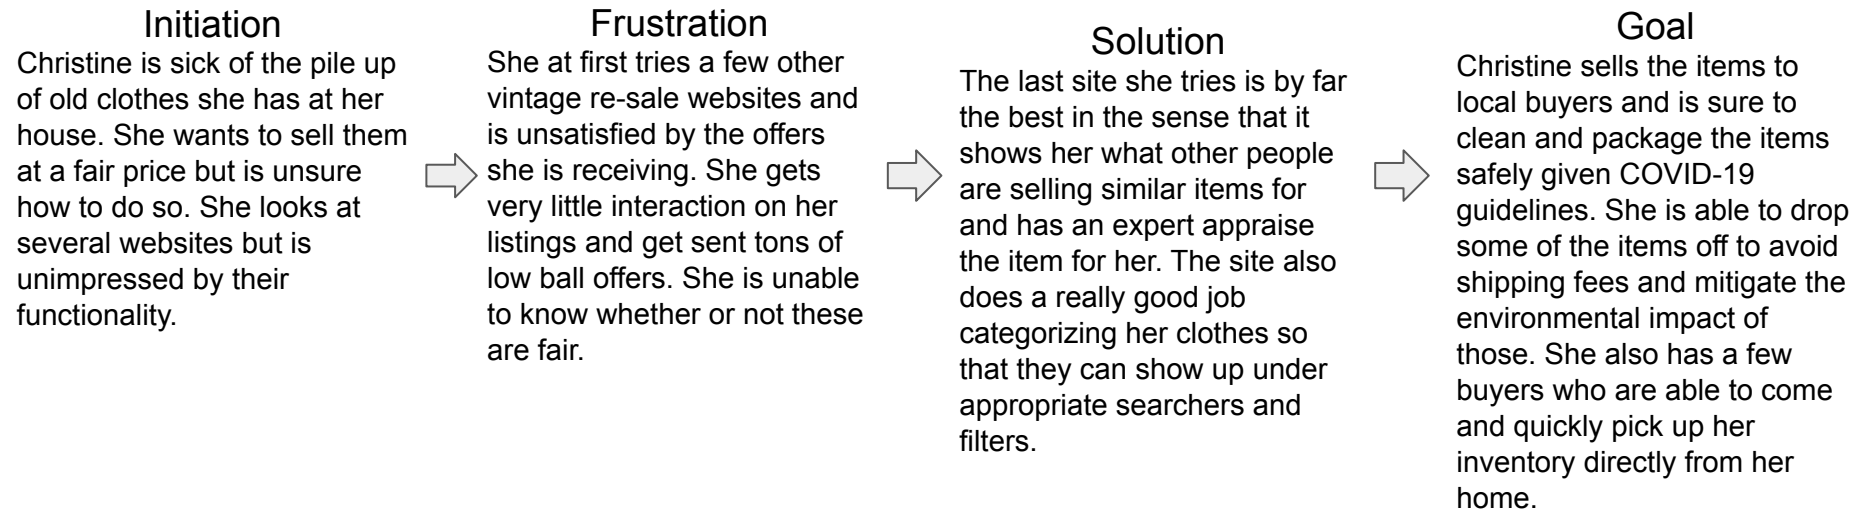 Initiation
Christine is sick of the pile up
of old clothes she has at her
house. She wants to sell them
at a fair price but is unsure
how to do so. She looks at
several websites but is
unimpressed by their
functionality.
Frustration
She at first tries a few other
vintage re-sale websites and
is unsatisfied by the offers
she is receiving. She gets
very little interaction on her
listings and get sent tons of
low ball offers. She is unable
to know whether or not these
are fair.
Solution
The last site she tries is by far
the best in the sense that it
shows her what other people
are selling similar items for
and has an expert appraise
the item for her. The site also
does a really good job
categorizing her clothes so
that they can show up under
appropriate searchers and
filters.
Goal
Christine sells the items to
local buyers and is sure to
clean and package the items
safely given COVID-19
guidelines. She is able to drop
some of the items off to avoid
shipping fees and mitigate the
environmental impact of
those. She also has a few
buyers who are able to come
and quickly pick up her
inventory directly from her
home.